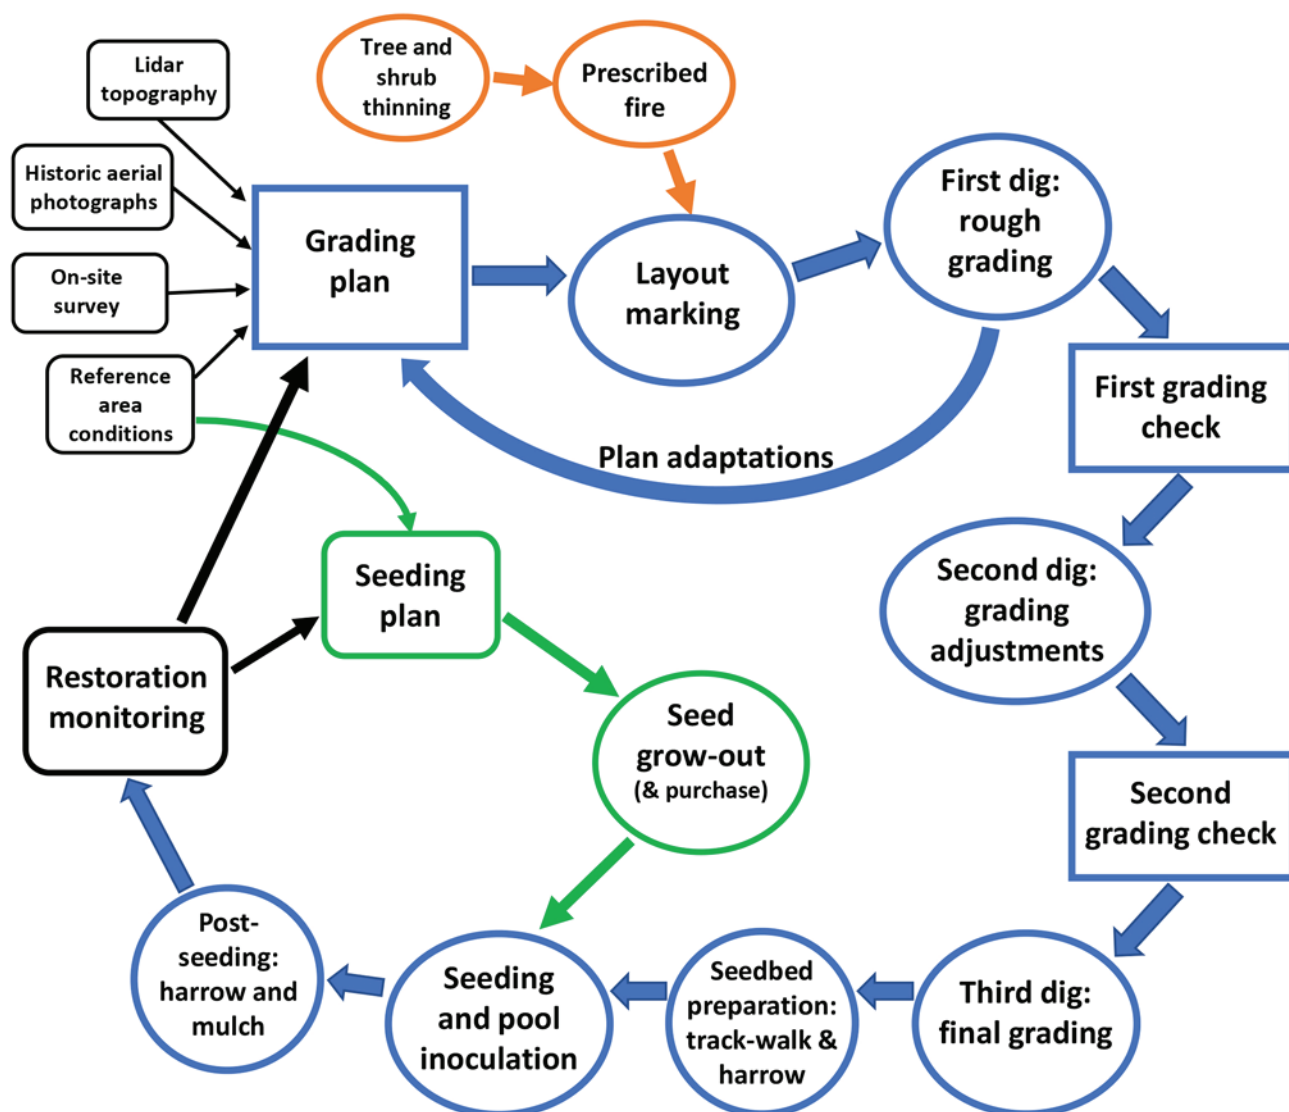 Lidar
topography
Historic aerial
photographs
On-site
survey
Reference
area
conditions
Tree and
shrub
thinning
Prescribed
fire
Grading
plan
Layout
marking
First dig:
rough
grading
First grading
check
Plan adaptations
Second dig:
grading
adjustments
Second
grading check
Third dig:
final grading
Seedbed
preparation:
track-walk &
harrow
Seeding
plan
Seed
grow-out
(& purchase)
Seeding
and pool
inoculation
Post-
seeding:
harrow and
mulch
Restoration
monitoring